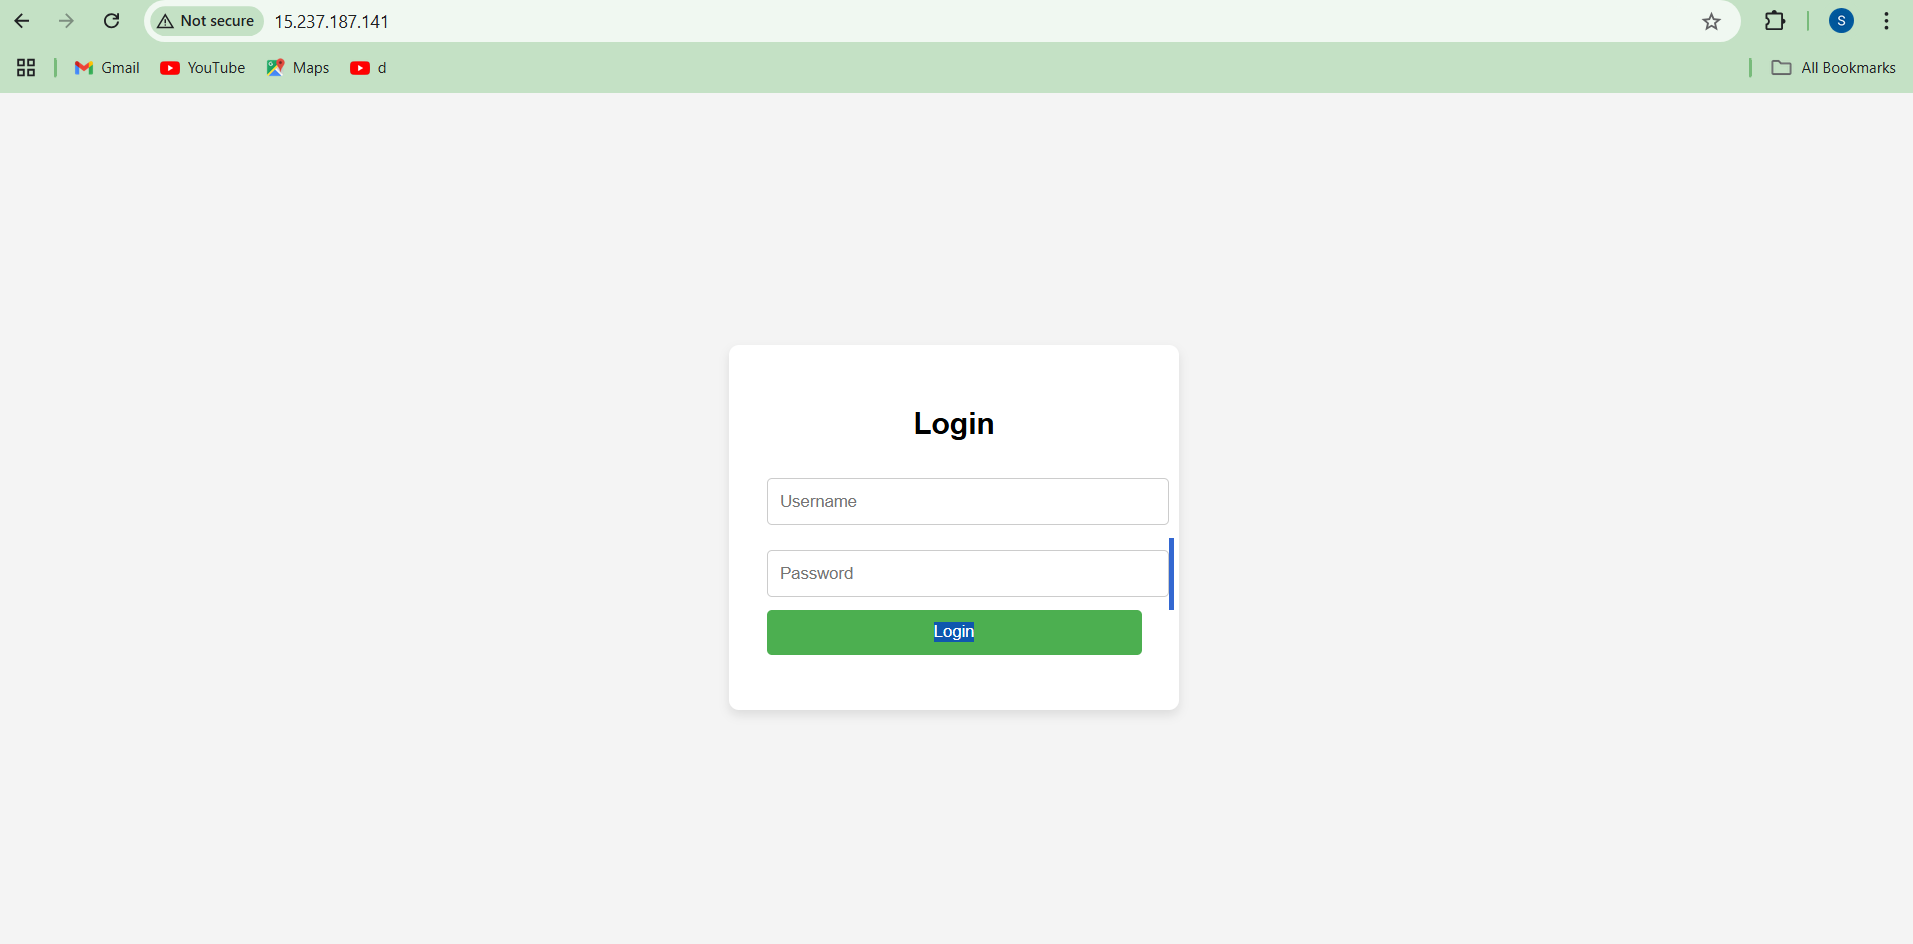 Not secure 15.237.187.141
S
Gmail YouTube Maps d All Bookmarks
Login
Username
Password
Login